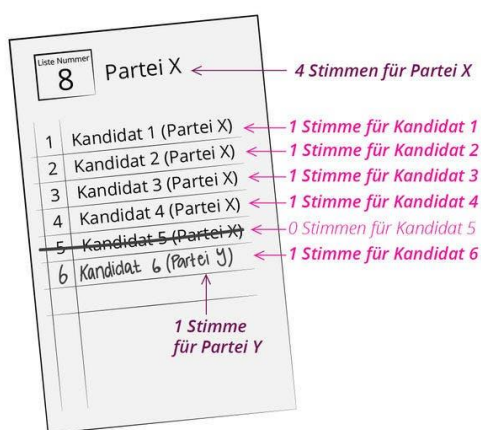 Liste Nummer
8
Partei X
4 Stimmen für Partei X
1 Kandidat 1 (Partei X)
1 Stimme für Kandidat 1
2 Kandidat 2 (Partei X)
1 Stimme für Kandidat 2
3 Kandidat 3 (Partei X)
1 Stimme für Kandidat 3
4 Kandidat 4 (Partei X)
1 Stimme für Kandidat 4
5 Kandidat 5 (Partei X)
0 Stimmen für Kandidat 5
6 Kandidat 6 (Partei Y)
1 Stimme für Kandidat 6
1 Stimme
für Partei Y